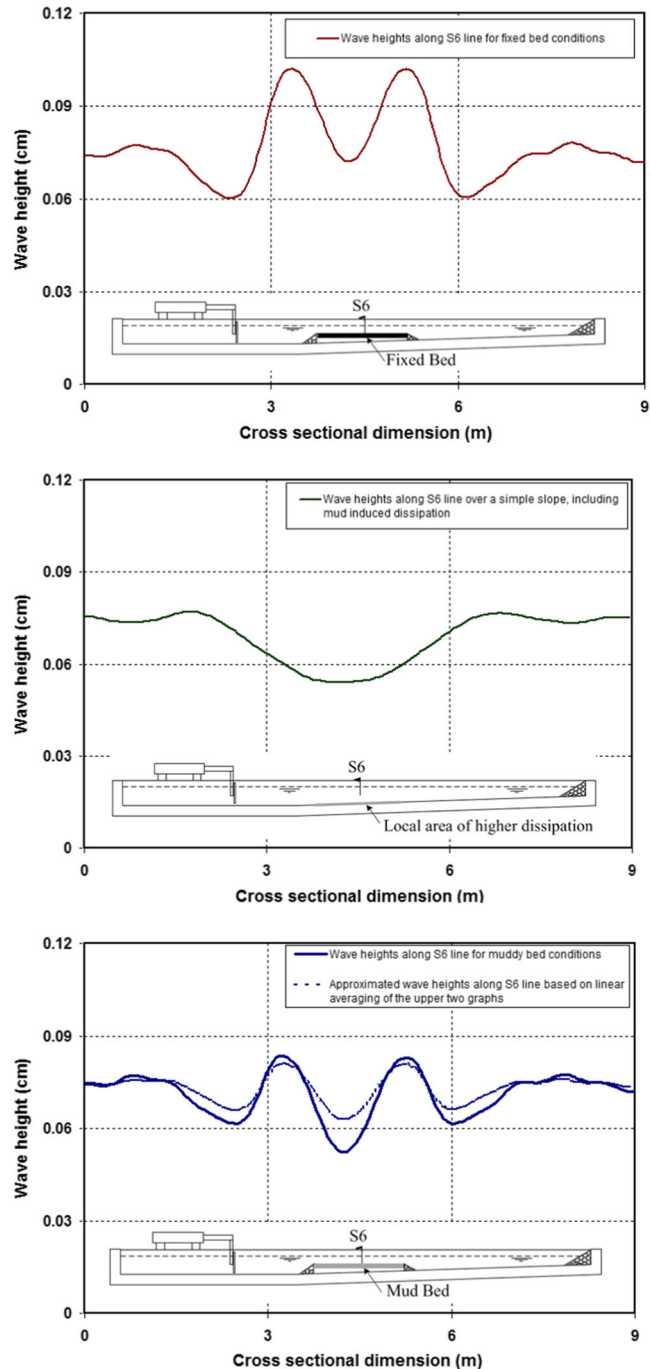 0.12
Wave heights along S6 line for fixed bed conditions
0.09
Wave height (cm)
0.06
0.03
S6
Fixed Bed
0
0 3 6 9
Cross sectional dimension (m)
0.12
Wave heights along S6 line over a simple slope, including
mud induced dissipation
0.09
Wave height (cm)
0.06
0.03
S6
Local area of higher dissipation
0
0 3 6 9
Cross sectional dimension (m)
0.12
Wave heights along S6 line for muddy bed conditions
Approximated wave heights along S6 line based on linear
averaging of the upper two graphs
0.09
Wave height (cm)
0.06
0.03
S6
Mud Bed
0
0 3 6 9
Cross sectional dimension (m)